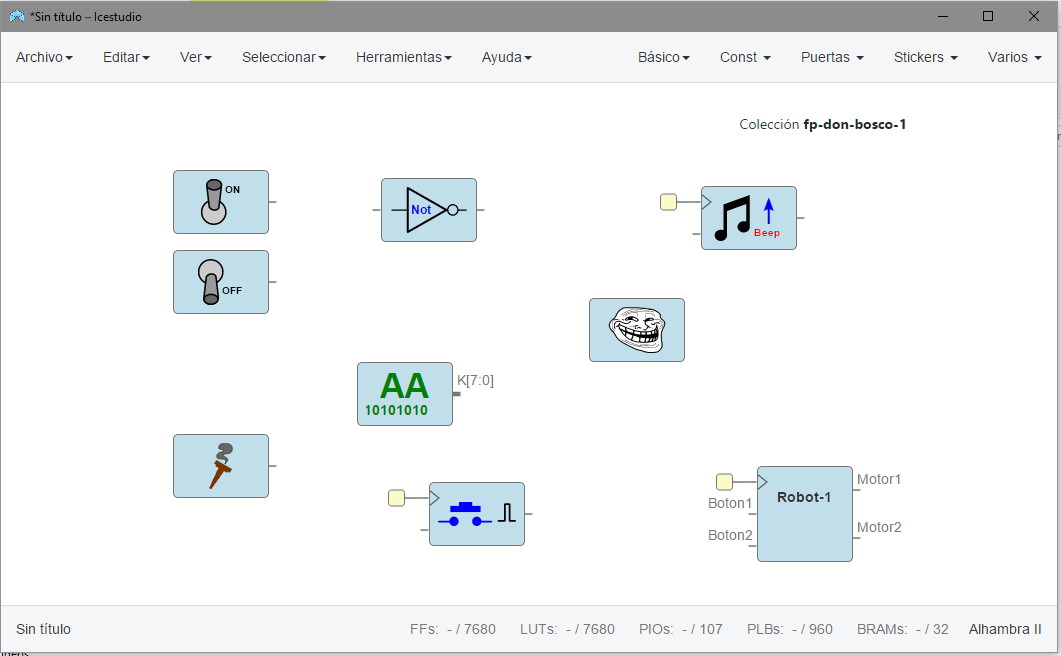 *Sin título – Icestudio
Archivo Editar Ver Seleccionar Herramientas Ayuda Básico Const Puertas Stickers Varios
Colección fp-don-bosco-1
ON
Not
Beep
OFF
AA
10101010
K[7:0]
Robot-1
Boton1
Boton2
Motor1
Motor2
Sin título FFs: - / 7680 LUTs: - / 7680 PIOs: - / 107 PLBs: - / 960 BRAMs: - / 32 Alhambra II